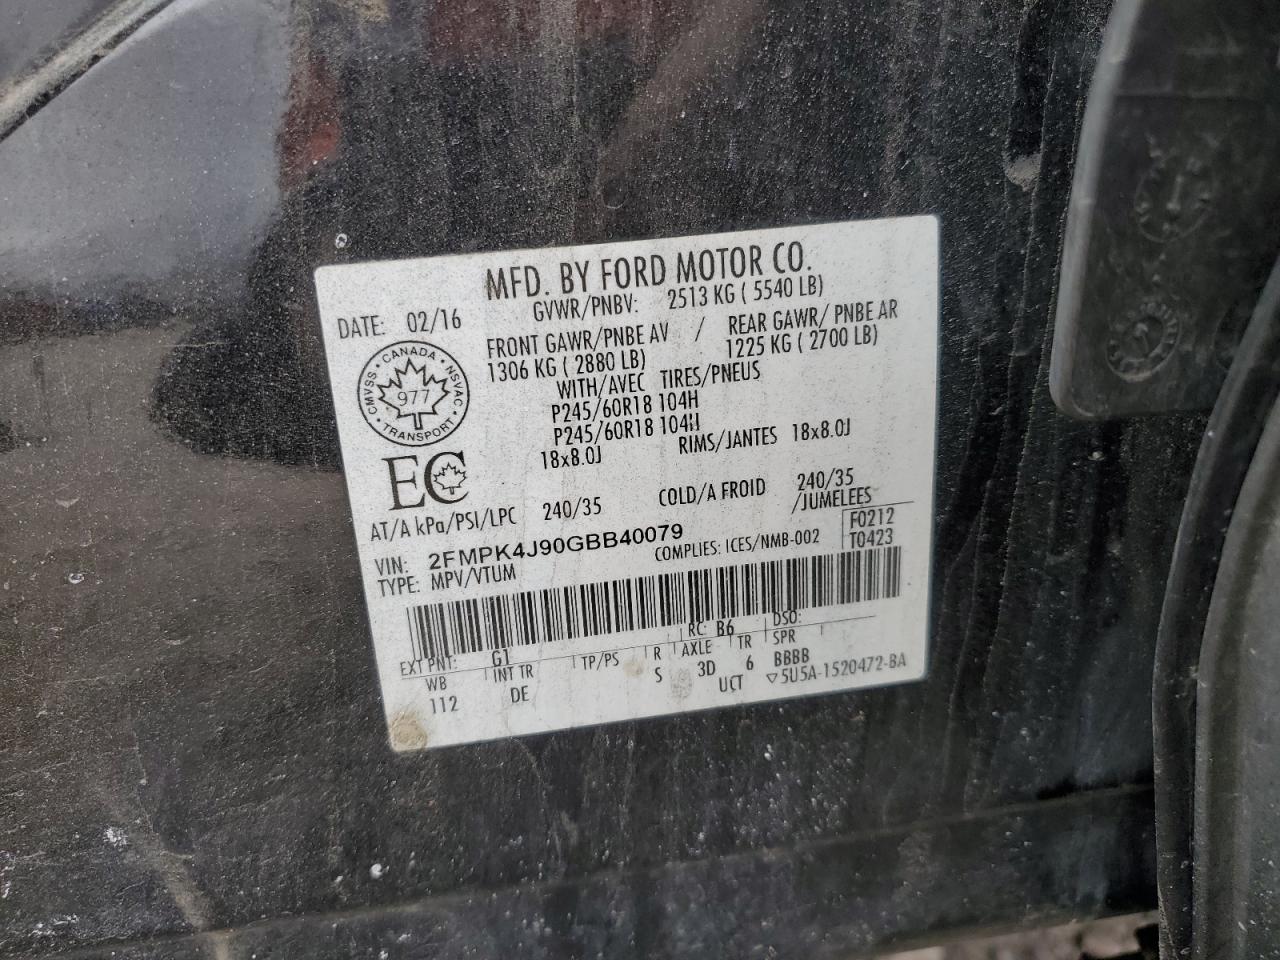 MFD. BY FORD MOTOR CO.
DATE: 02/16
GVWR/PNBV: 2513 KG ( 5540 LB)
FRONT GAWR/PNBE AV / REAR GAWR/ PNBE AR
1306 KG ( 2880 LB) 1225 KG ( 2700 LB)
WITH/AVEC TIRES/PNEUS
P245/60R18 104H
P245/60R18 104H
18x8.0J RIMS/JANTES 18x8.0J
CANADA NSVAC TRANSPORT CMVSS
977
EC
AT/A kPa/PSI/LPC 240/35 COLD/A FROID 240/35
/JUMELEES
VIN: 2FMPK4J90GBB40079
COMPLIES: ICES/NMB-002
F0212
T0423
TYPE: MPV/VTUM
EXT PNT: G1 RC: B6 DSO:
WB INT TR TP/PS R AXLE TR SPR
112 DE S 3D 6 BBBB
UCT ▽5U5A-1520472-BA